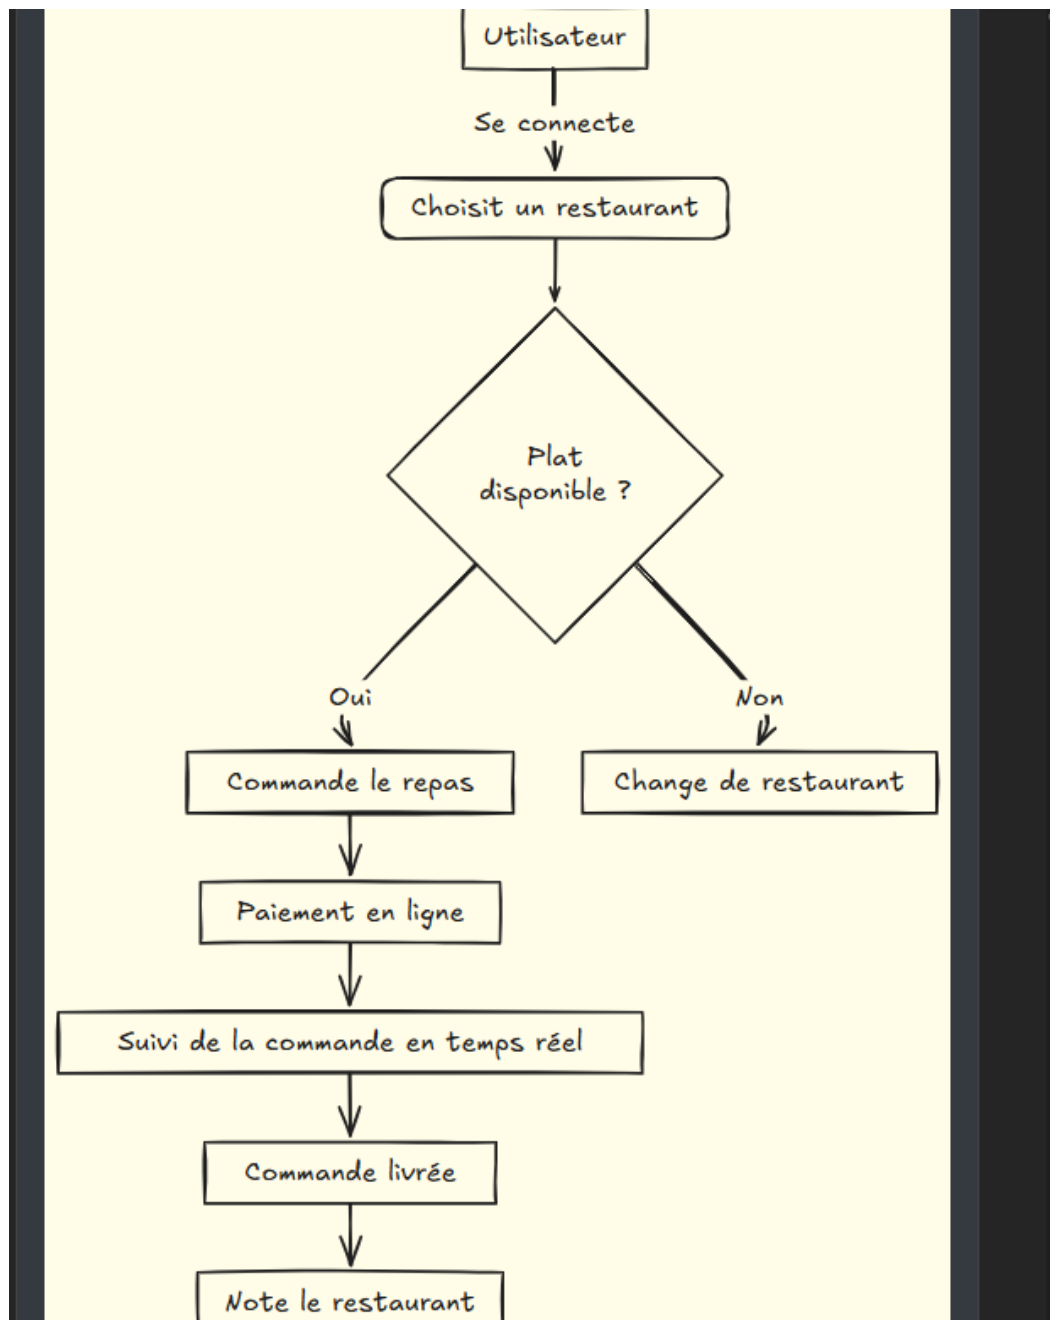 Utilisateur
Se connecte
Choisit un restaurant
Plat
disponible ?
Oui
Non
Commande le repas
Change de restaurant
Paiement en ligne
Suivi de la commande en temps réel
Commande livrée
Note le restaurant